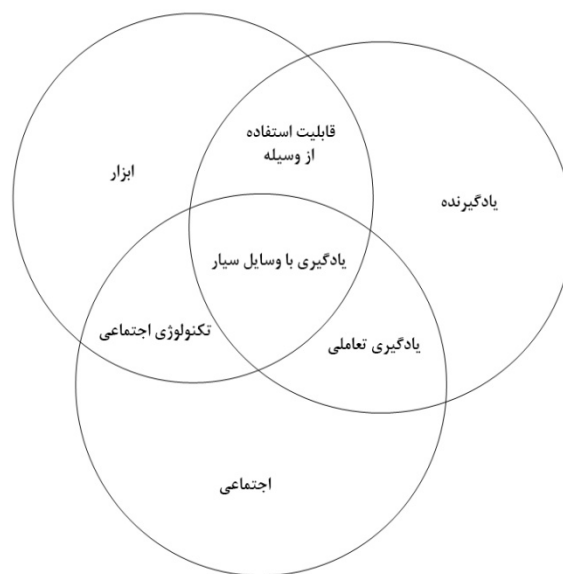 قابلیت استفاده
از وسیله
ابزار
یادگیرنده
یادگیری با وسایل سیار
تکنولوژی اجتماعی
یادگیری تعاملی
اجتماعی